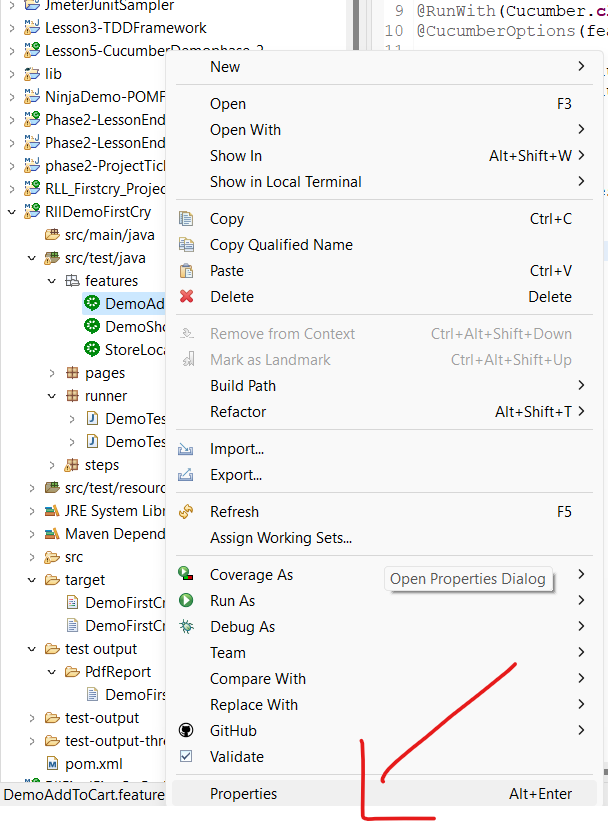 JmeterJunitSampler
Lesson3-TDDFramework
Lesson5-CucumberDemophase-2
lib
NinjaDemo-POMF
Phase2-LessonEnd
Phase2-LessonEnd
phase2-ProjectTick
RLL_Firstcry_Project
RllDemoFirstCry
src/main/java
src/test/java
features
DemoAdd
DemoSho
StoreLoca
pages
runner
DemoTes
DemoTes
steps
src/test/resourc
JRE System Libr
Maven Depend
src
target
DemoFirstCr
DemoFirstCr
test output
PdfReport
DemoFirs
test-output
test-output-thre
pom.xml
DemoAddToCart.feature
9 @RunWith(Cucumber.cl
10 @CucumberOptions(fea
11
New
Open F3
Open With
Show In Alt+Shift+W
Show in Local Terminal
Copy Ctrl+C
Copy Qualified Name
Paste Ctrl+V
Delete Delete
Remove from Context Ctrl+Alt+Shift+Down
Mark as Landmark Ctrl+Alt+Shift+Up
Build Path
Refactor Alt+Shift+T
Import...
Export...
Refresh F5
Assign Working Sets...
Coverage As
Open Properties Dialog
Run As
Debug As
Team
Compare With
Replace With
GitHub
Validate
Properties Alt+Enter